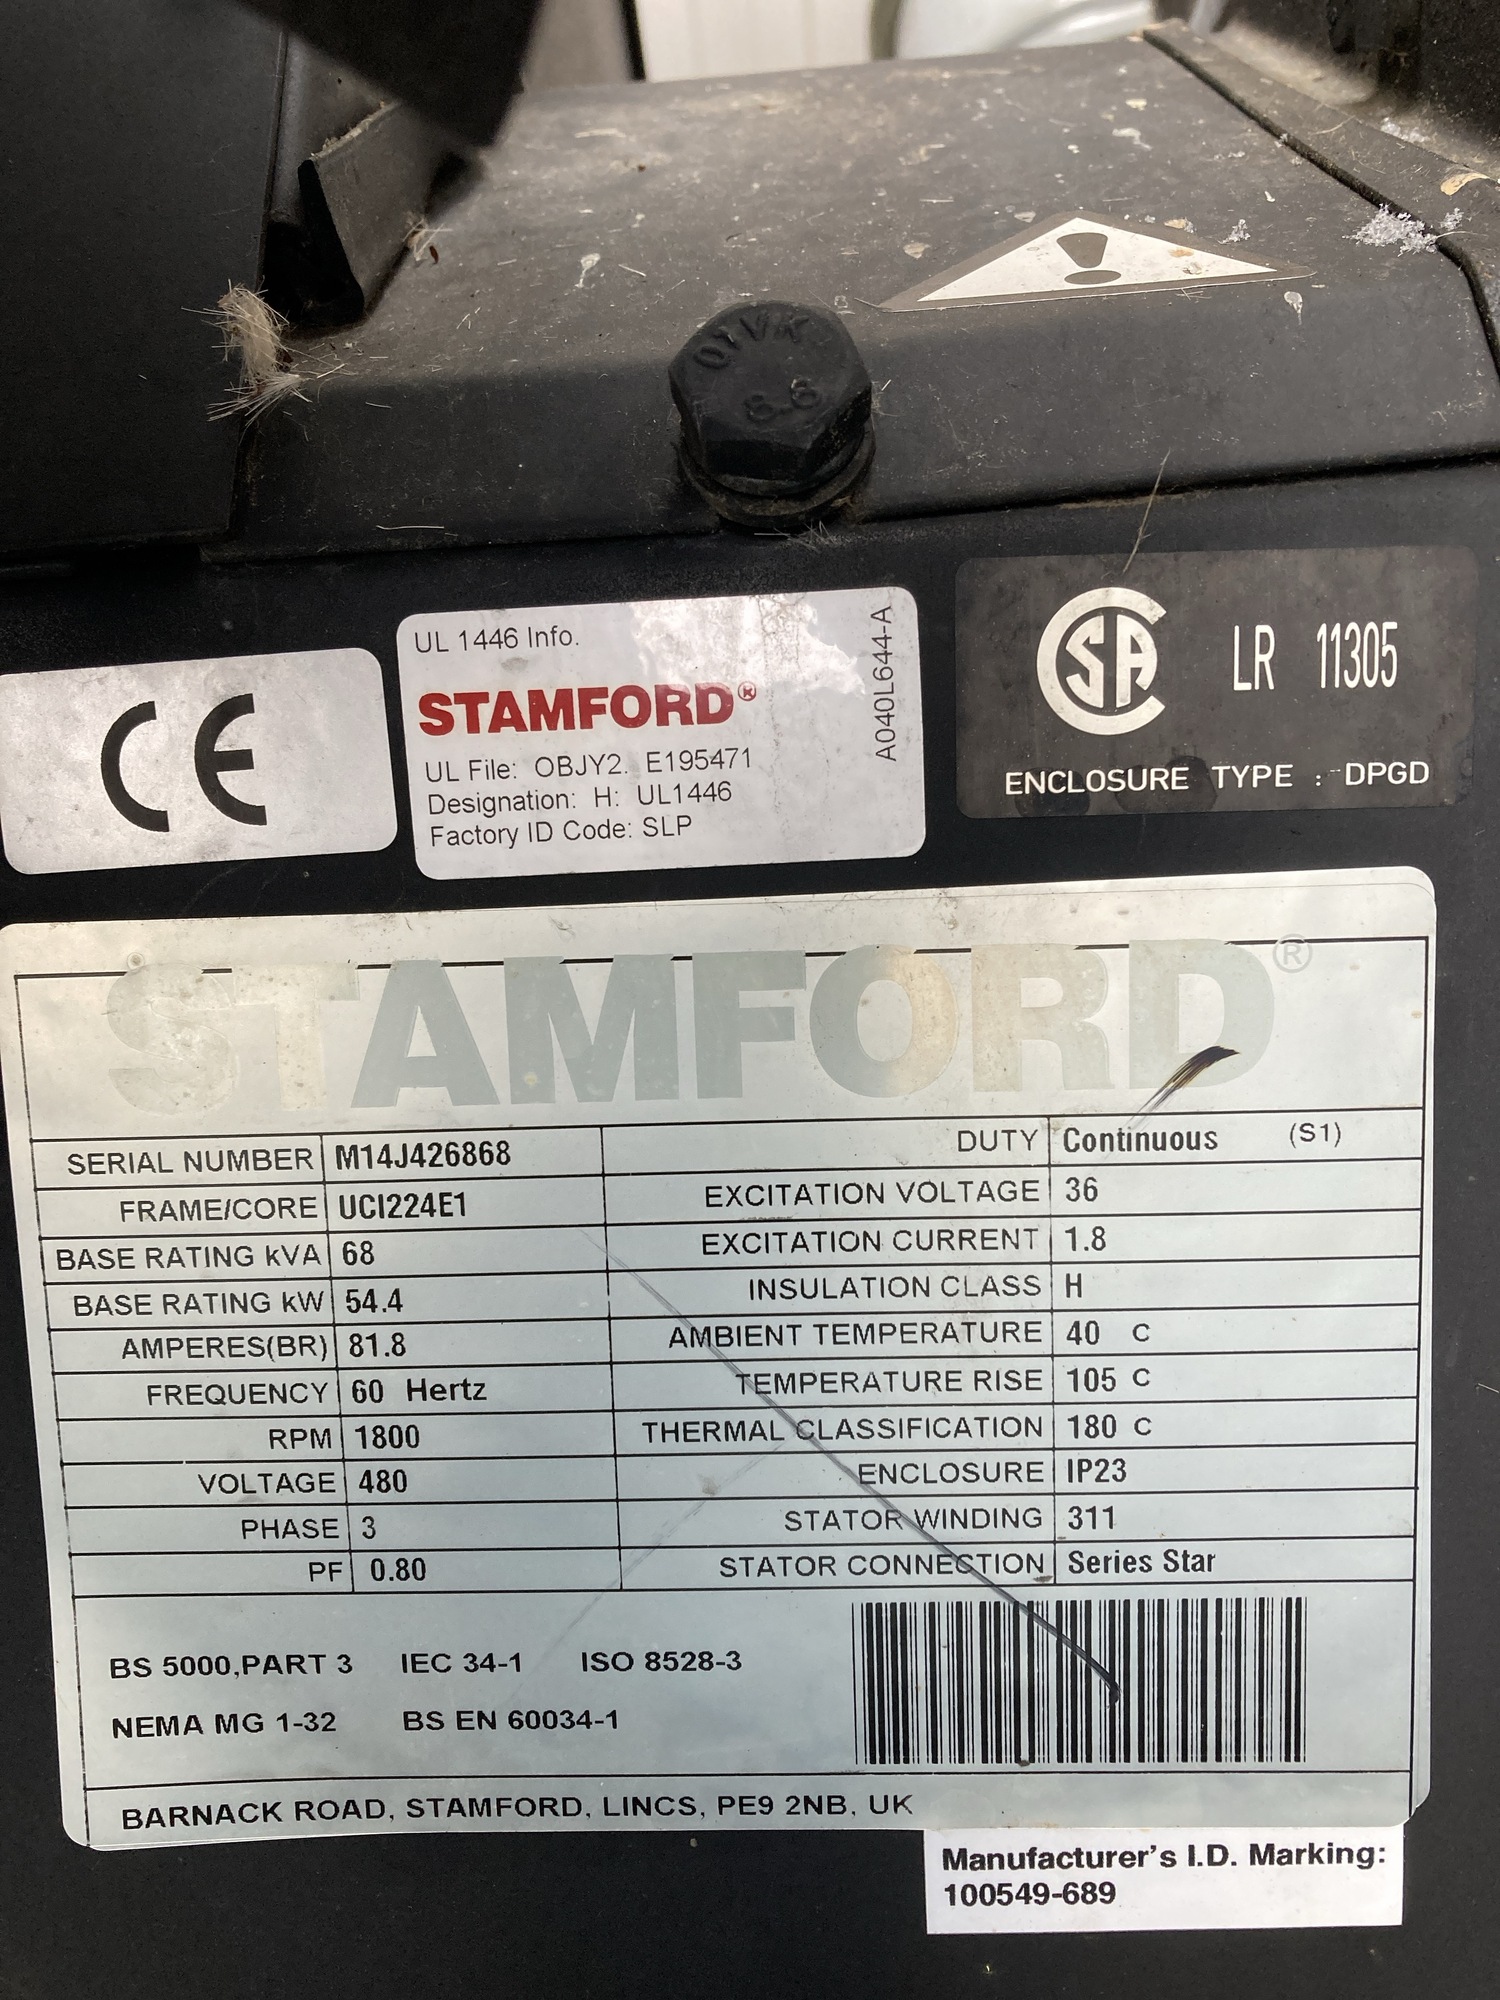 8.8
UL 1446 Info.
STAMFORD®
UL File: OBJY2. E195471
Designation: H: UL1446
Factory ID Code: SLP
A040L644-A
CE
CSA
LR 11305
ENCLOSURE TYPE : DPGD
STAMFORD®
SERIAL NUMBER M14J426868 DUTY Continuous (S1)
FRAME/CORE UCI224E1 EXCITATION VOLTAGE 36
BASE RATING kVA 68 EXCITATION CURRENT 1.8
BASE RATING kW 54.4 INSULATION CLASS H
AMPERES(BR) 81.8 AMBIENT TEMPERATURE 40 C
FREQUENCY 60 Hertz TEMPERATURE RISE 105 C
RPM 1800 THERMAL CLASSIFICATION 180 C
VOLTAGE 480 ENCLOSURE IP23
PHASE 3 STATOR WINDING 311
PF 0.80 STATOR CONNECTION Series Star
BS 5000,PART 3 IEC 34-1 ISO 8528-3
NEMA MG 1-32 BS EN 60034-1
BARNACK ROAD, STAMFORD, LINCS, PE9 2NB, UK
Manufacturer's I.D. Marking:
100549-689